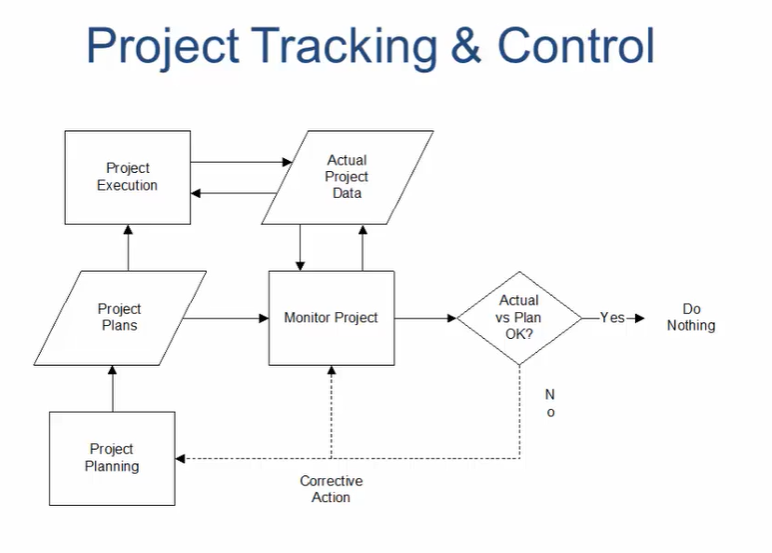 Project Tracking & Control
Project
Execution
Actual
Project
Data
Project
Plans
Monitor Project
Actual
vs Plan
OK?
Yes
Do
Nothing
N
o
Project
Planning
Corrective
Action